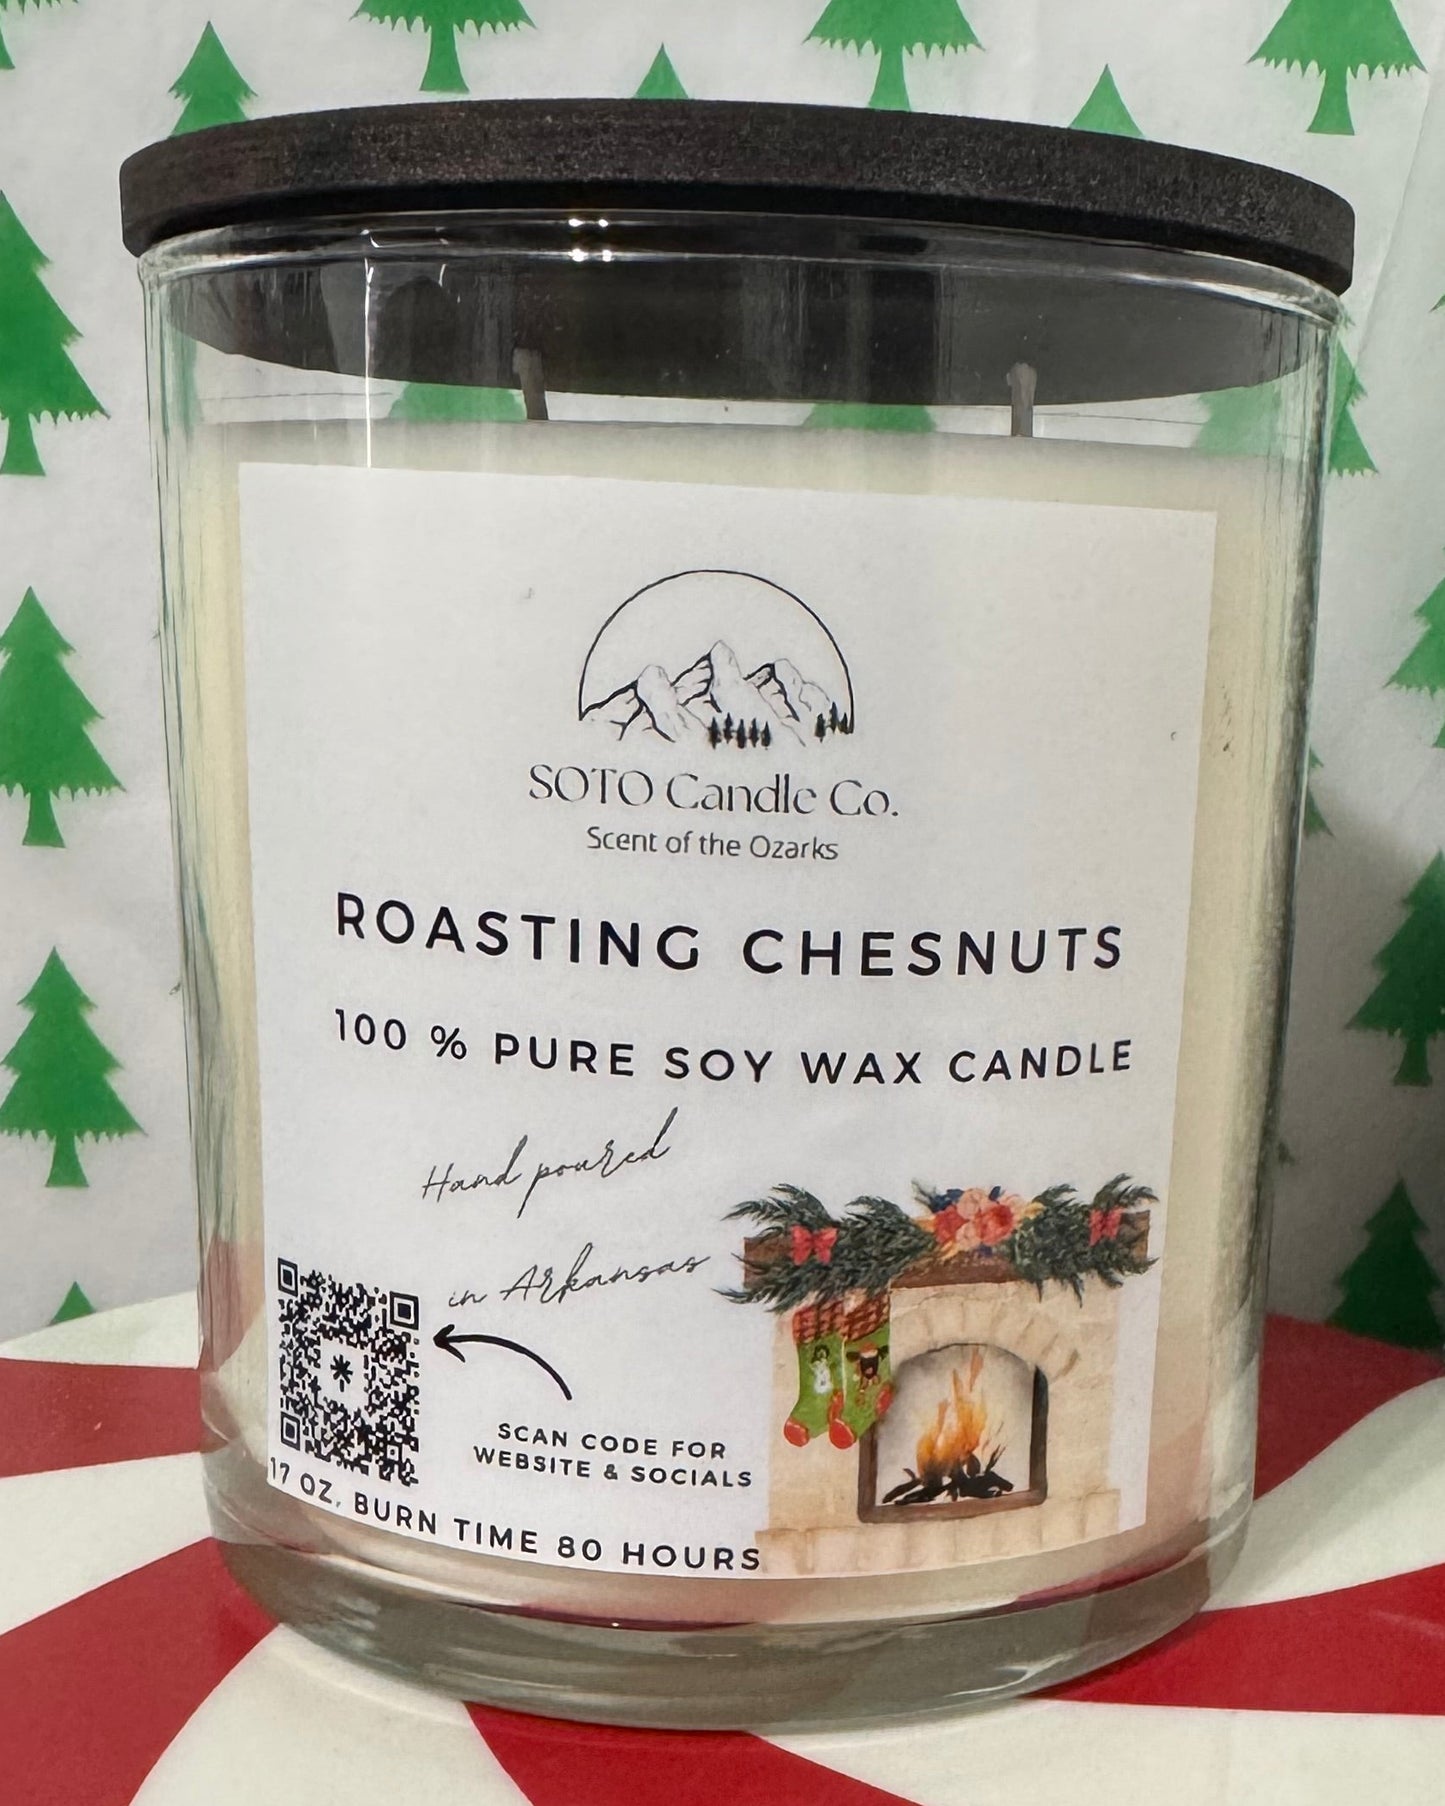 SOTO Candle Co.
Scent of the Ozarks
ROASTING CHESNUTS
100 % PURE SOY WAX CANDLE
Hand poured
in Arkansas
SCAN CODE FOR
WEBSITE & SOCIALS
17 OZ, BURN TIME 80 HOURS